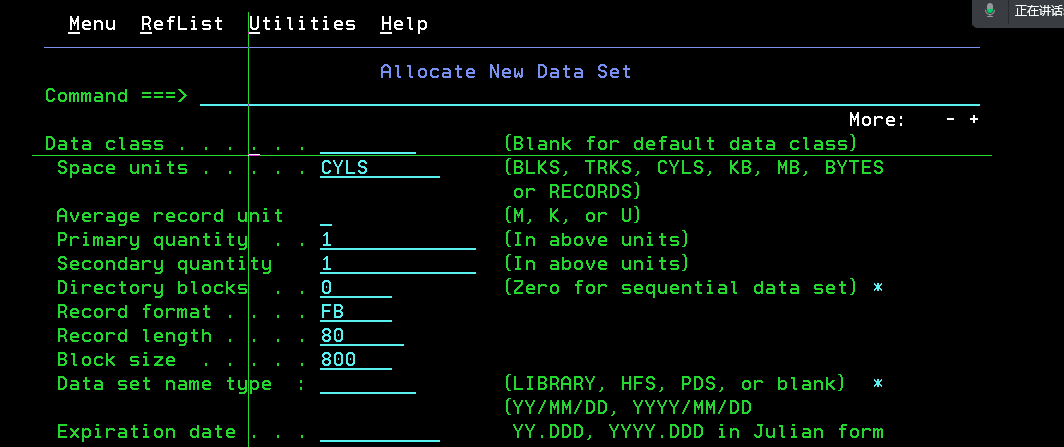 Menu RefList Utilities Help
正在讲话
Allocate New Data Set
Command ===>
More: - +
Data class . . . . . . (Blank for default data class)
Space units . . . . . CYLS (BLKS, TRKS, CYLS, KB, MB, BYTES
or RECORDS)
Average record unit (M, K, or U)
Primary quantity . . 1 (In above units)
Secondary quantity 1 (In above units)
Directory blocks . . 0 (Zero for sequential data set) *
Record format . . . . FB
Record length . . . . 80
Block size . . . . . 800
Data set name type : (LIBRARY, HFS, PDS, or blank) *
(YY/MM/DD, YYYY/MM/DD
Expiration date . . . YY.DDD, YYYY.DDD in Julian form